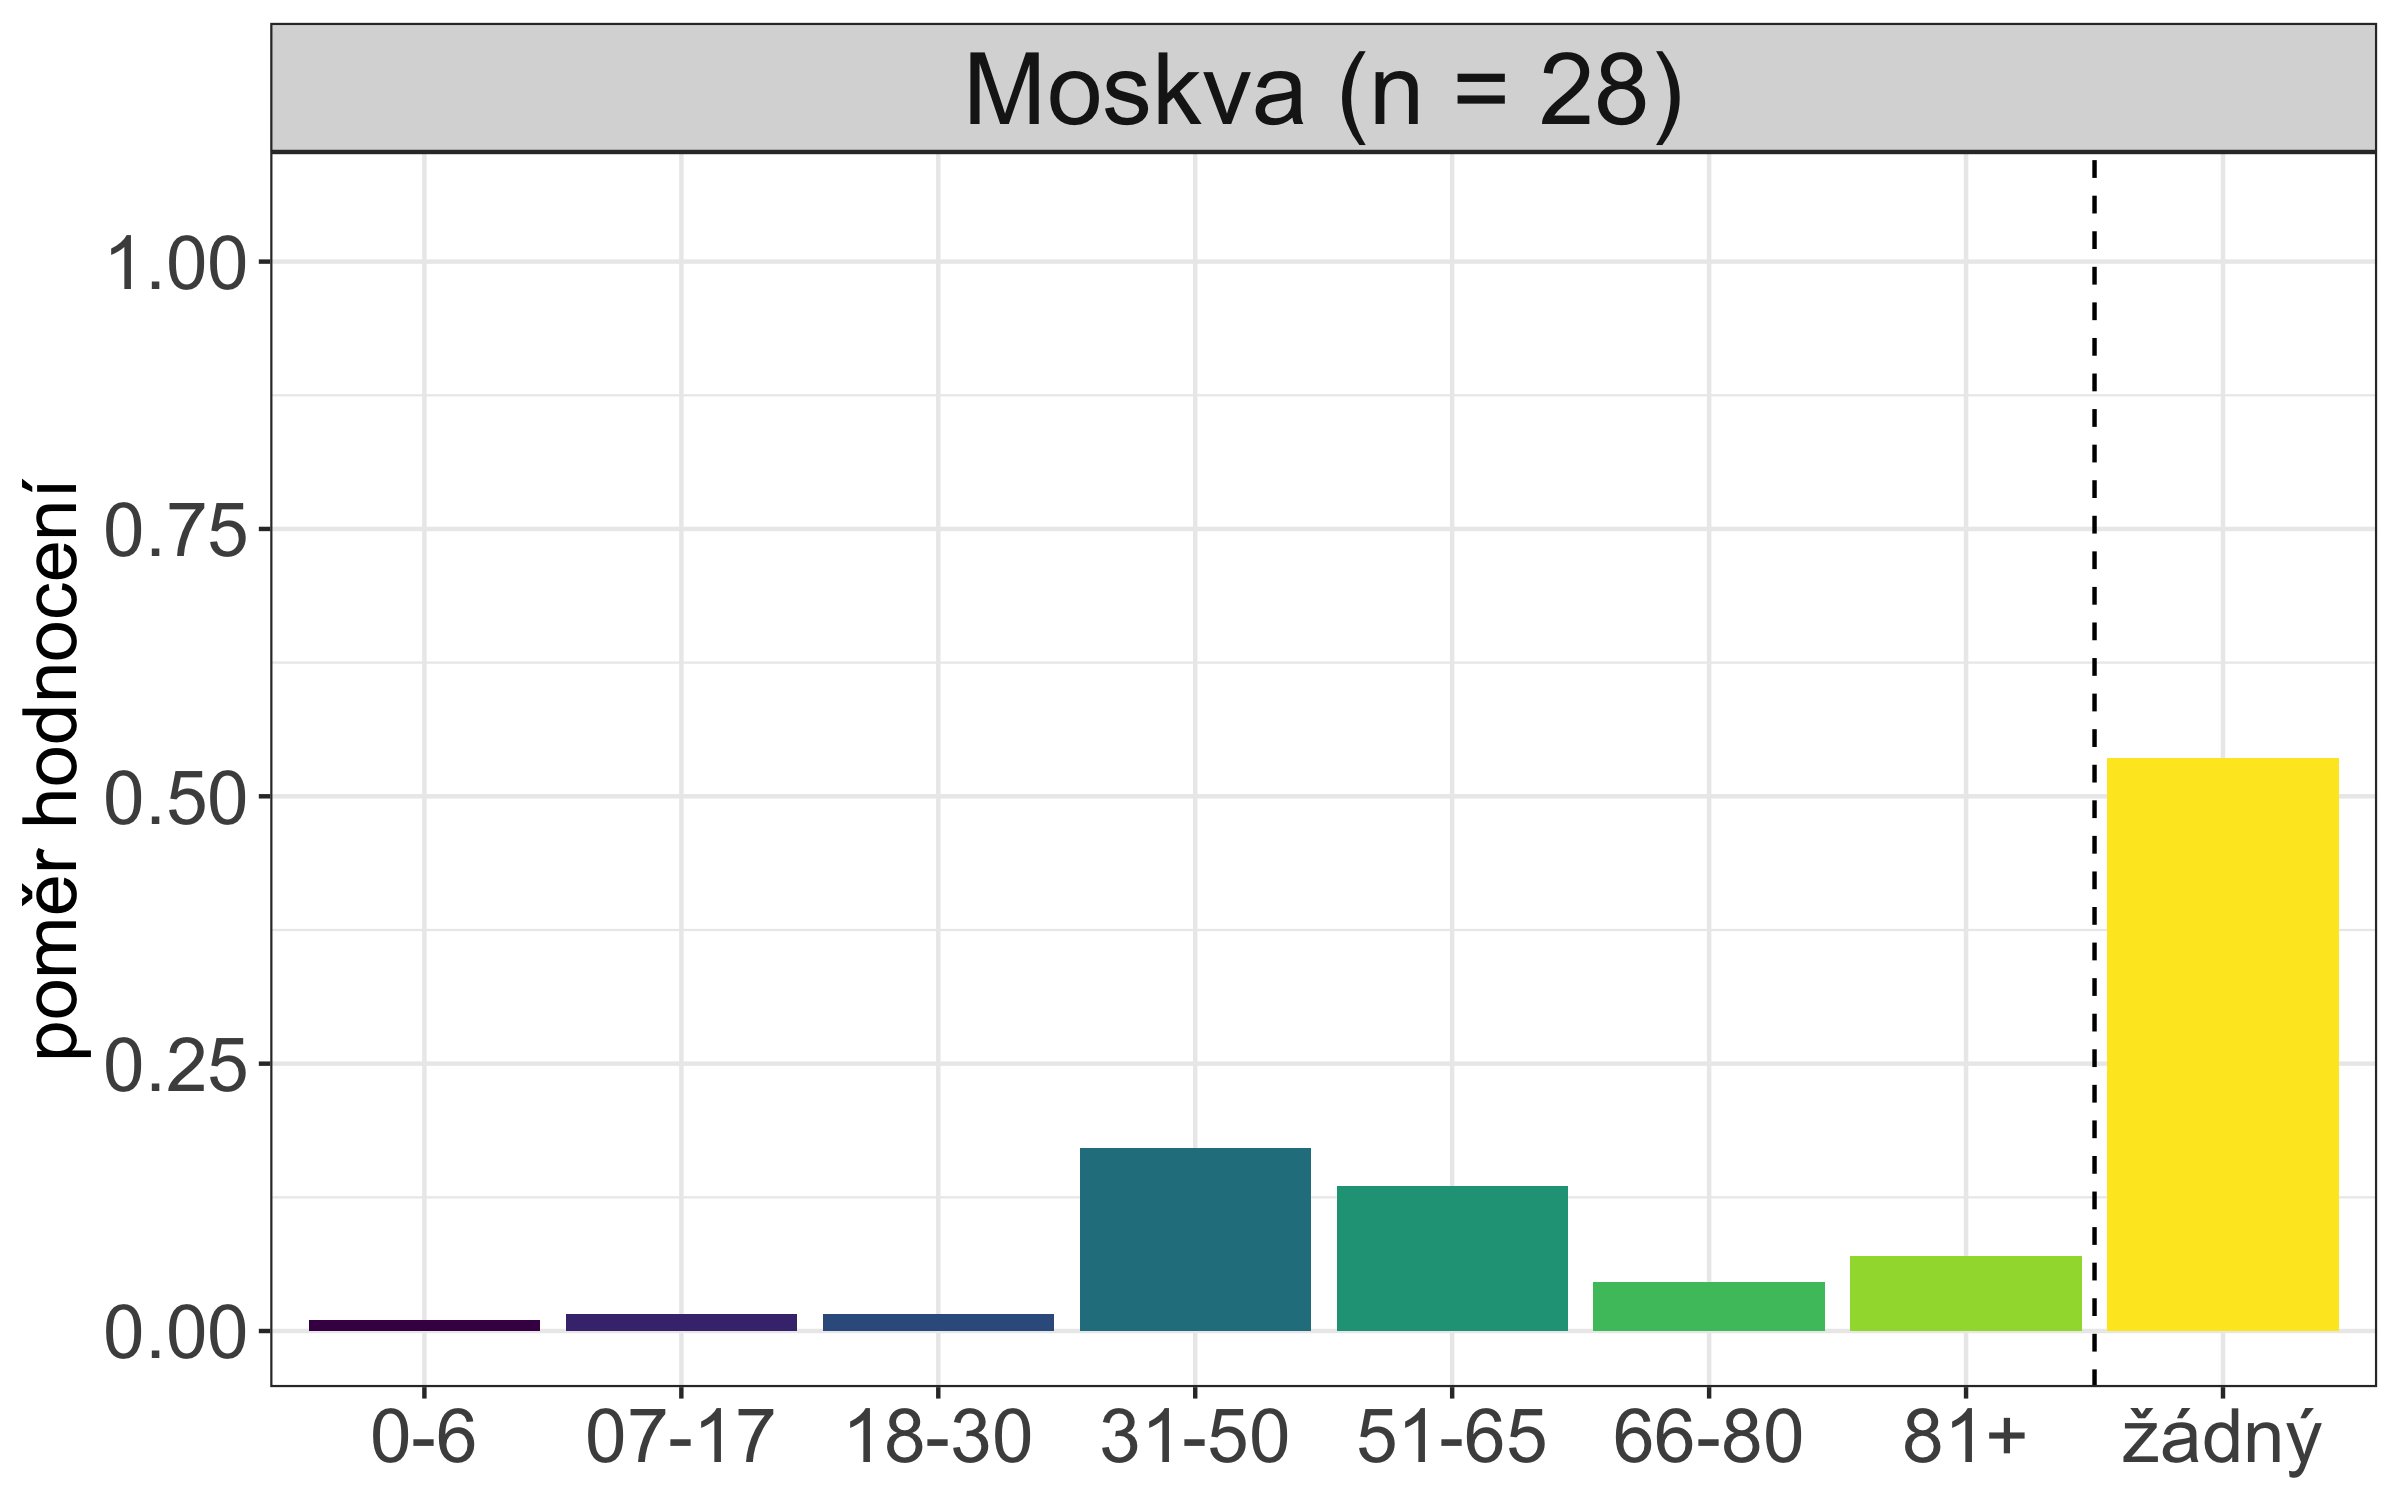 Moskva (n = 28)
poměr hodnocení
1.00
0.75
0.50
0.25
0.00
0-6 07-17 18-30 31-50 51-65 66-80 81+ žádný